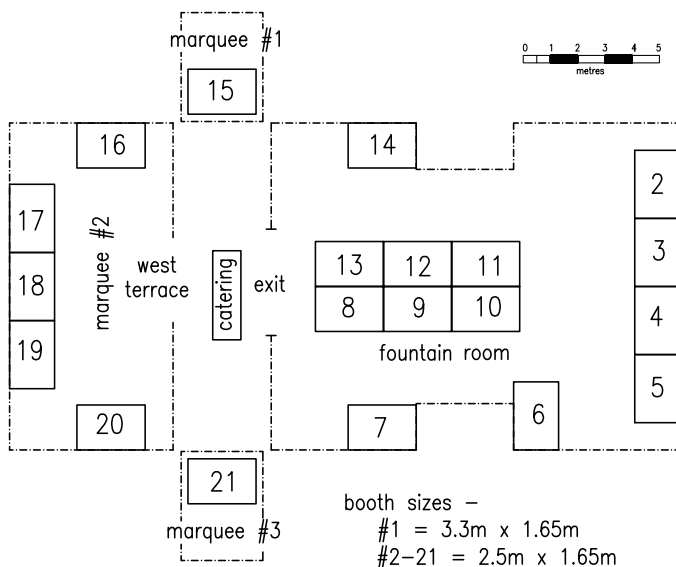 marquee #1
0 1 2 3 4 5
metres
15
16
14
2
17
marquee #2
13 12 11
3
west
terrace
catering
exit
18
8 9 10
4
19
fountain room
5
20
7
6
21
marquee #3
booth sizes –
#1 = 3.3m x 1.65m
#2–21 = 2.5m x 1.65m